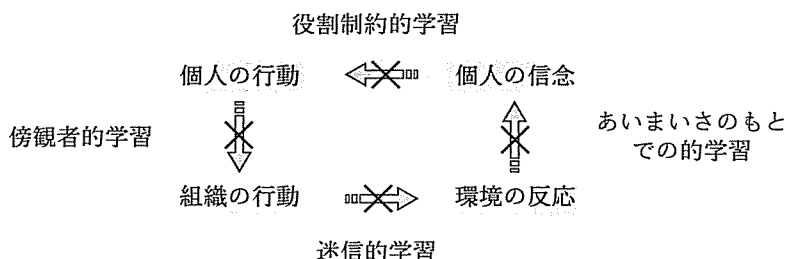 役割制約的学習
個人の行動
個人の信念
傍観者的学習
あいまいさのもと
での的学習
組織の行動
環境の反応
迷信的学習